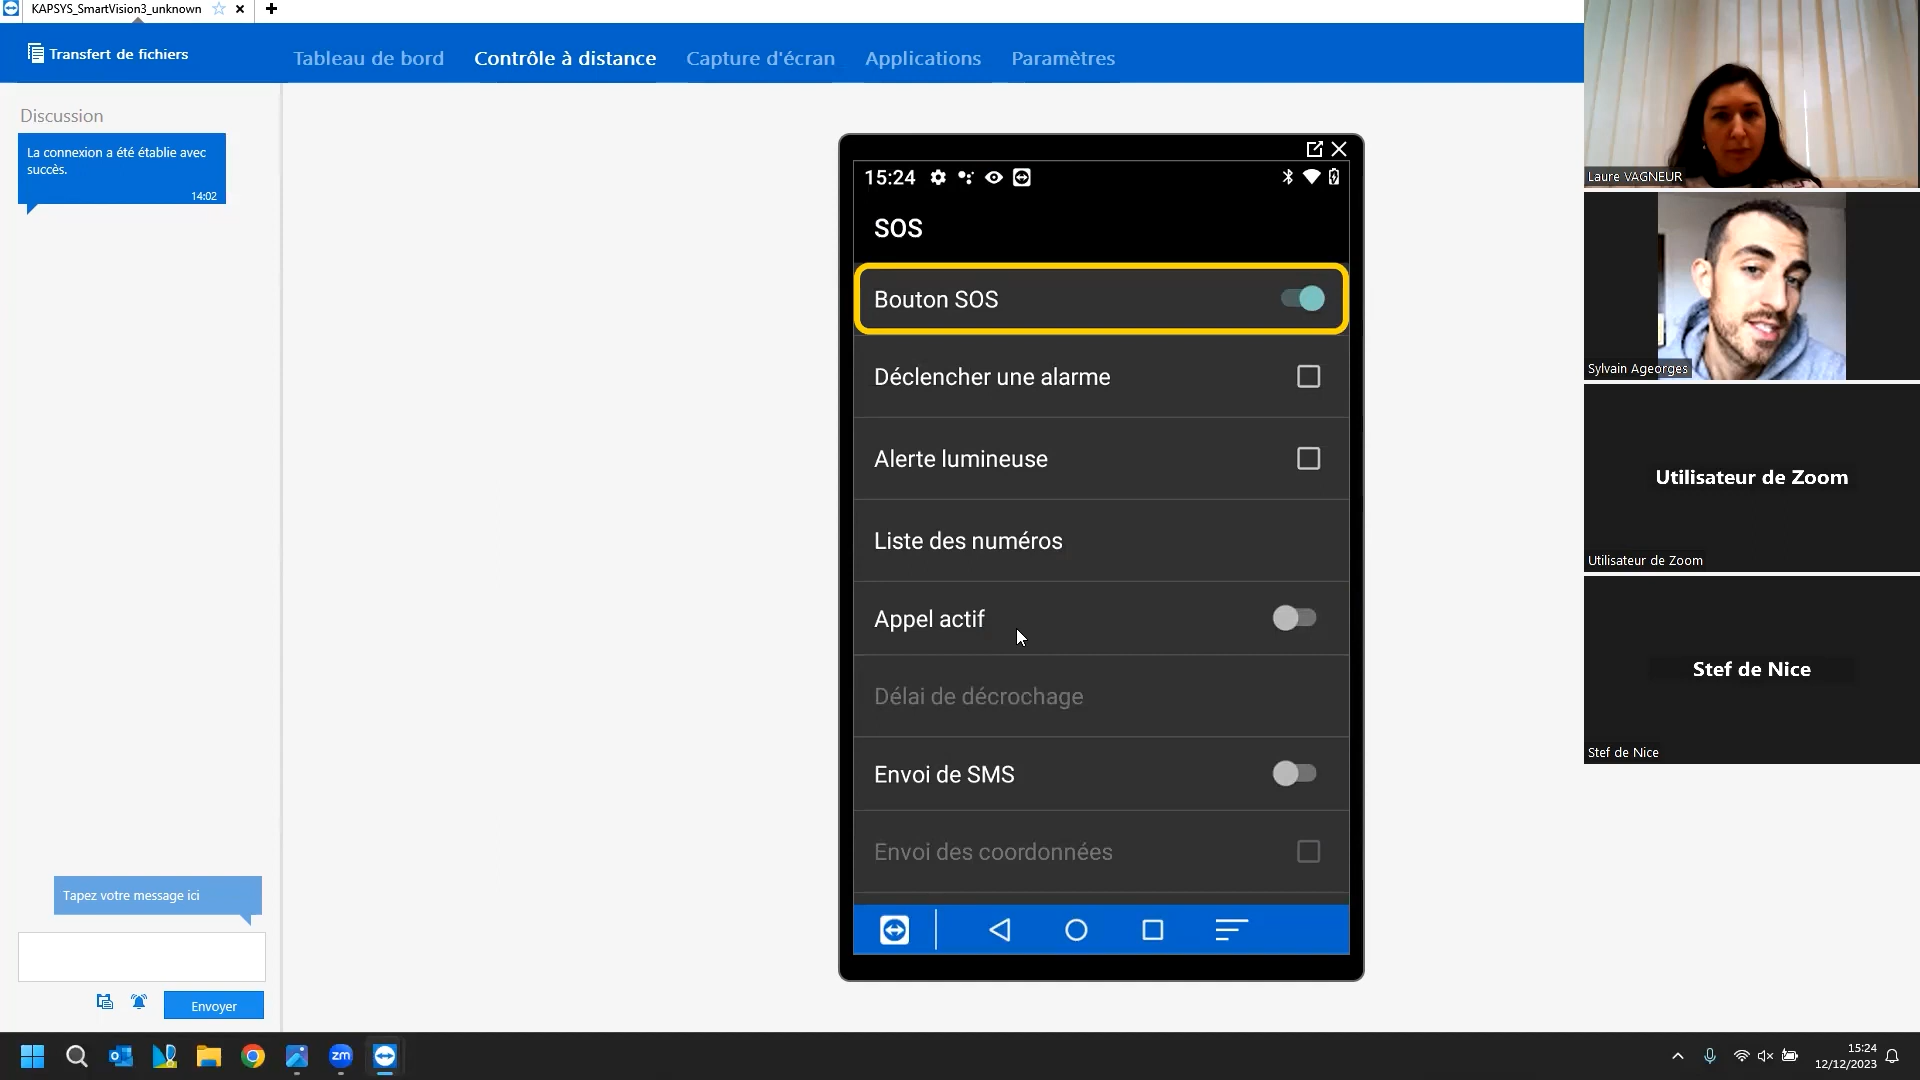 KAPSYS_SmartVision3_unknown
Transfert de fichiers
Tableau de bord
Contrôle à distance
Capture d'écran
Applications
Paramètres
Discussion
La connexion a été établie avec
succès.
14:02
Tapez votre message ici
Envoyer
15:24
SOS
Bouton SOS
Déclencher une alarme
Alerte lumineuse
Liste des numéros
Appel actif
Délai de décrochage
Envoi de SMS
Envoi des coordonnées
Laure VAGNEUR
Sylvain Ageorges
Utilisateur de Zoom
Utilisateur de Zoom
Stef de Nice
Stef de Nice
zm
15:24
12/12/2023